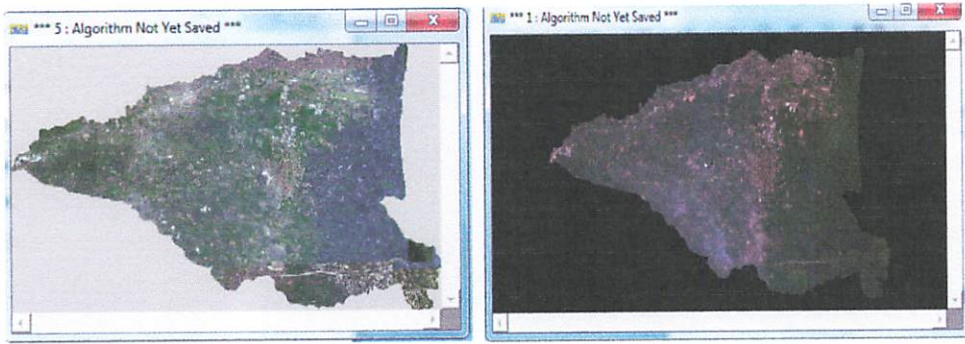 *** 5 : Algorithm Not Yet Saved ***
*** 1 : Algorithm Not Yet Saved ***